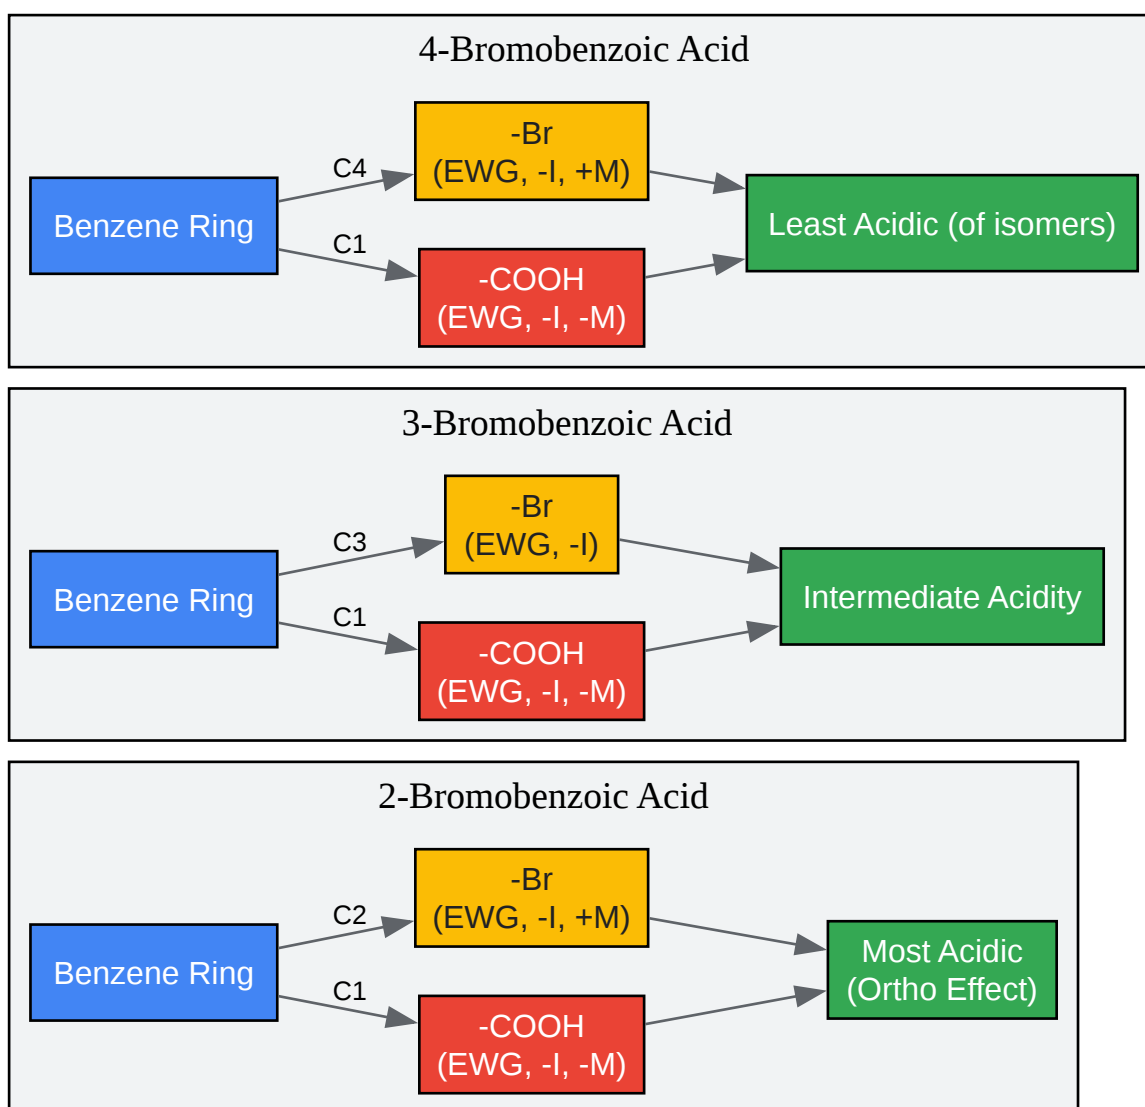 4-Bromobenzoic Acid
-Br
(EWG, -I, +M)
C4
Benzene Ring
Least Acidic (of isomers)
C1
-COOH
(EWG, -I, -M)
3-Bromobenzoic Acid
-Br
(EWG, -I)
C3
Benzene Ring
Intermediate Acidity
C1
-COOH
(EWG, -I, -M)
2-Bromobenzoic Acid
-Br
(EWG, -I, +M)
C2
Benzene Ring
Most Acidic
(Ortho Effect)
C1
-COOH
(EWG, -I, -M)